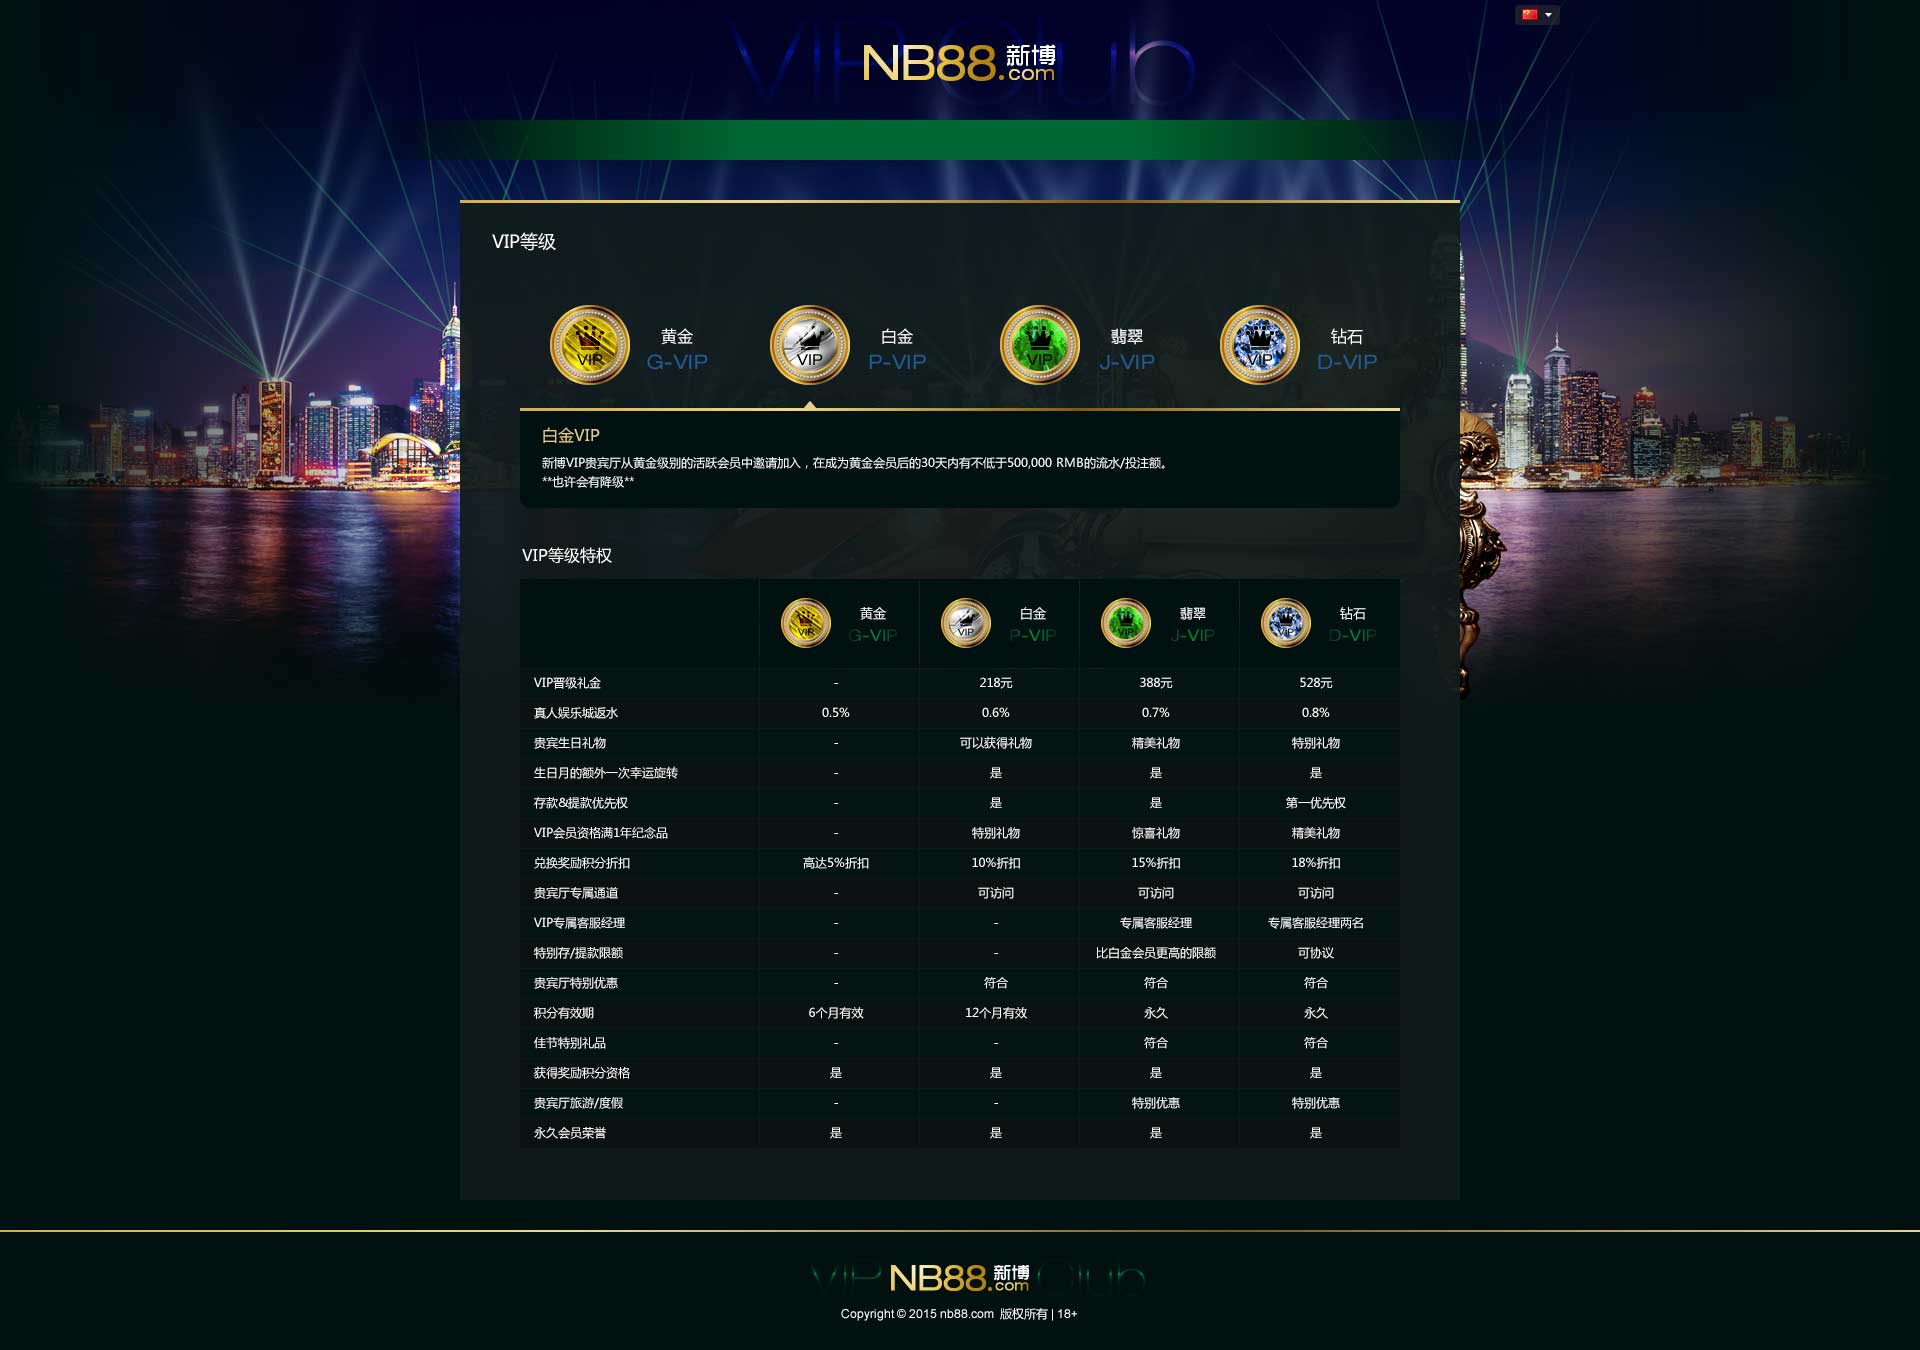 VIP Club
NB88.com 新博
VIP等级
VIP
黄金
G-VIP
VIP
白金
P-VIP
VIP
翡翠
J-VIP
VIP
钻石
D-VIP
HITACHI
白金VIP
新博VIP贵宾厅从黄金级别的活跃会员中邀请加入，在成为黄金会员后的30天内有不低于500,000 RMB的流水/投注额。
**也许会有降级**
VIP等级特权
VIP 黄金 G-VIP VIP 白金 P-VIP VIP 翡翠 J-VIP VIP 钻石 D-VIP
VIP晋级礼金 - 218元 388元 528元
真人娱乐城返水 0.5% 0.6% 0.7% 0.8%
贵宾生日礼物 - 可以获得礼物 精美礼物 特别礼物
生日月的额外一次幸运旋转 - 是 是 是
存款&提款优先权 - 是 是 第一优先权
VIP会员资格满1年纪念品 - 特别礼物 惊喜礼物 精美礼物
兑换奖励积分折扣 高达5%折扣 10%折扣 15%折扣 18%折扣
贵宾厅专属通道 - 可访问 可访问 可访问
VIP专属客服经理 - - 专属客服经理 专属客服经理两名
特别存/提款限额 - - 比白金会员更高的限额 可协议
贵宾厅特别优惠 - 符合 符合 符合
积分有效期 6个月有效 12个月有效 永久 永久
佳节特别礼品 - - 符合 符合
获得奖励积分资格 是 是 是 是
贵宾厅旅游/度假 - - 特别优惠 特别优惠
永久会员荣誉 是 是 是 是
VIP Club
NB88.com 新博
Copyright © 2015 nb88.com 版权所有 | 18+